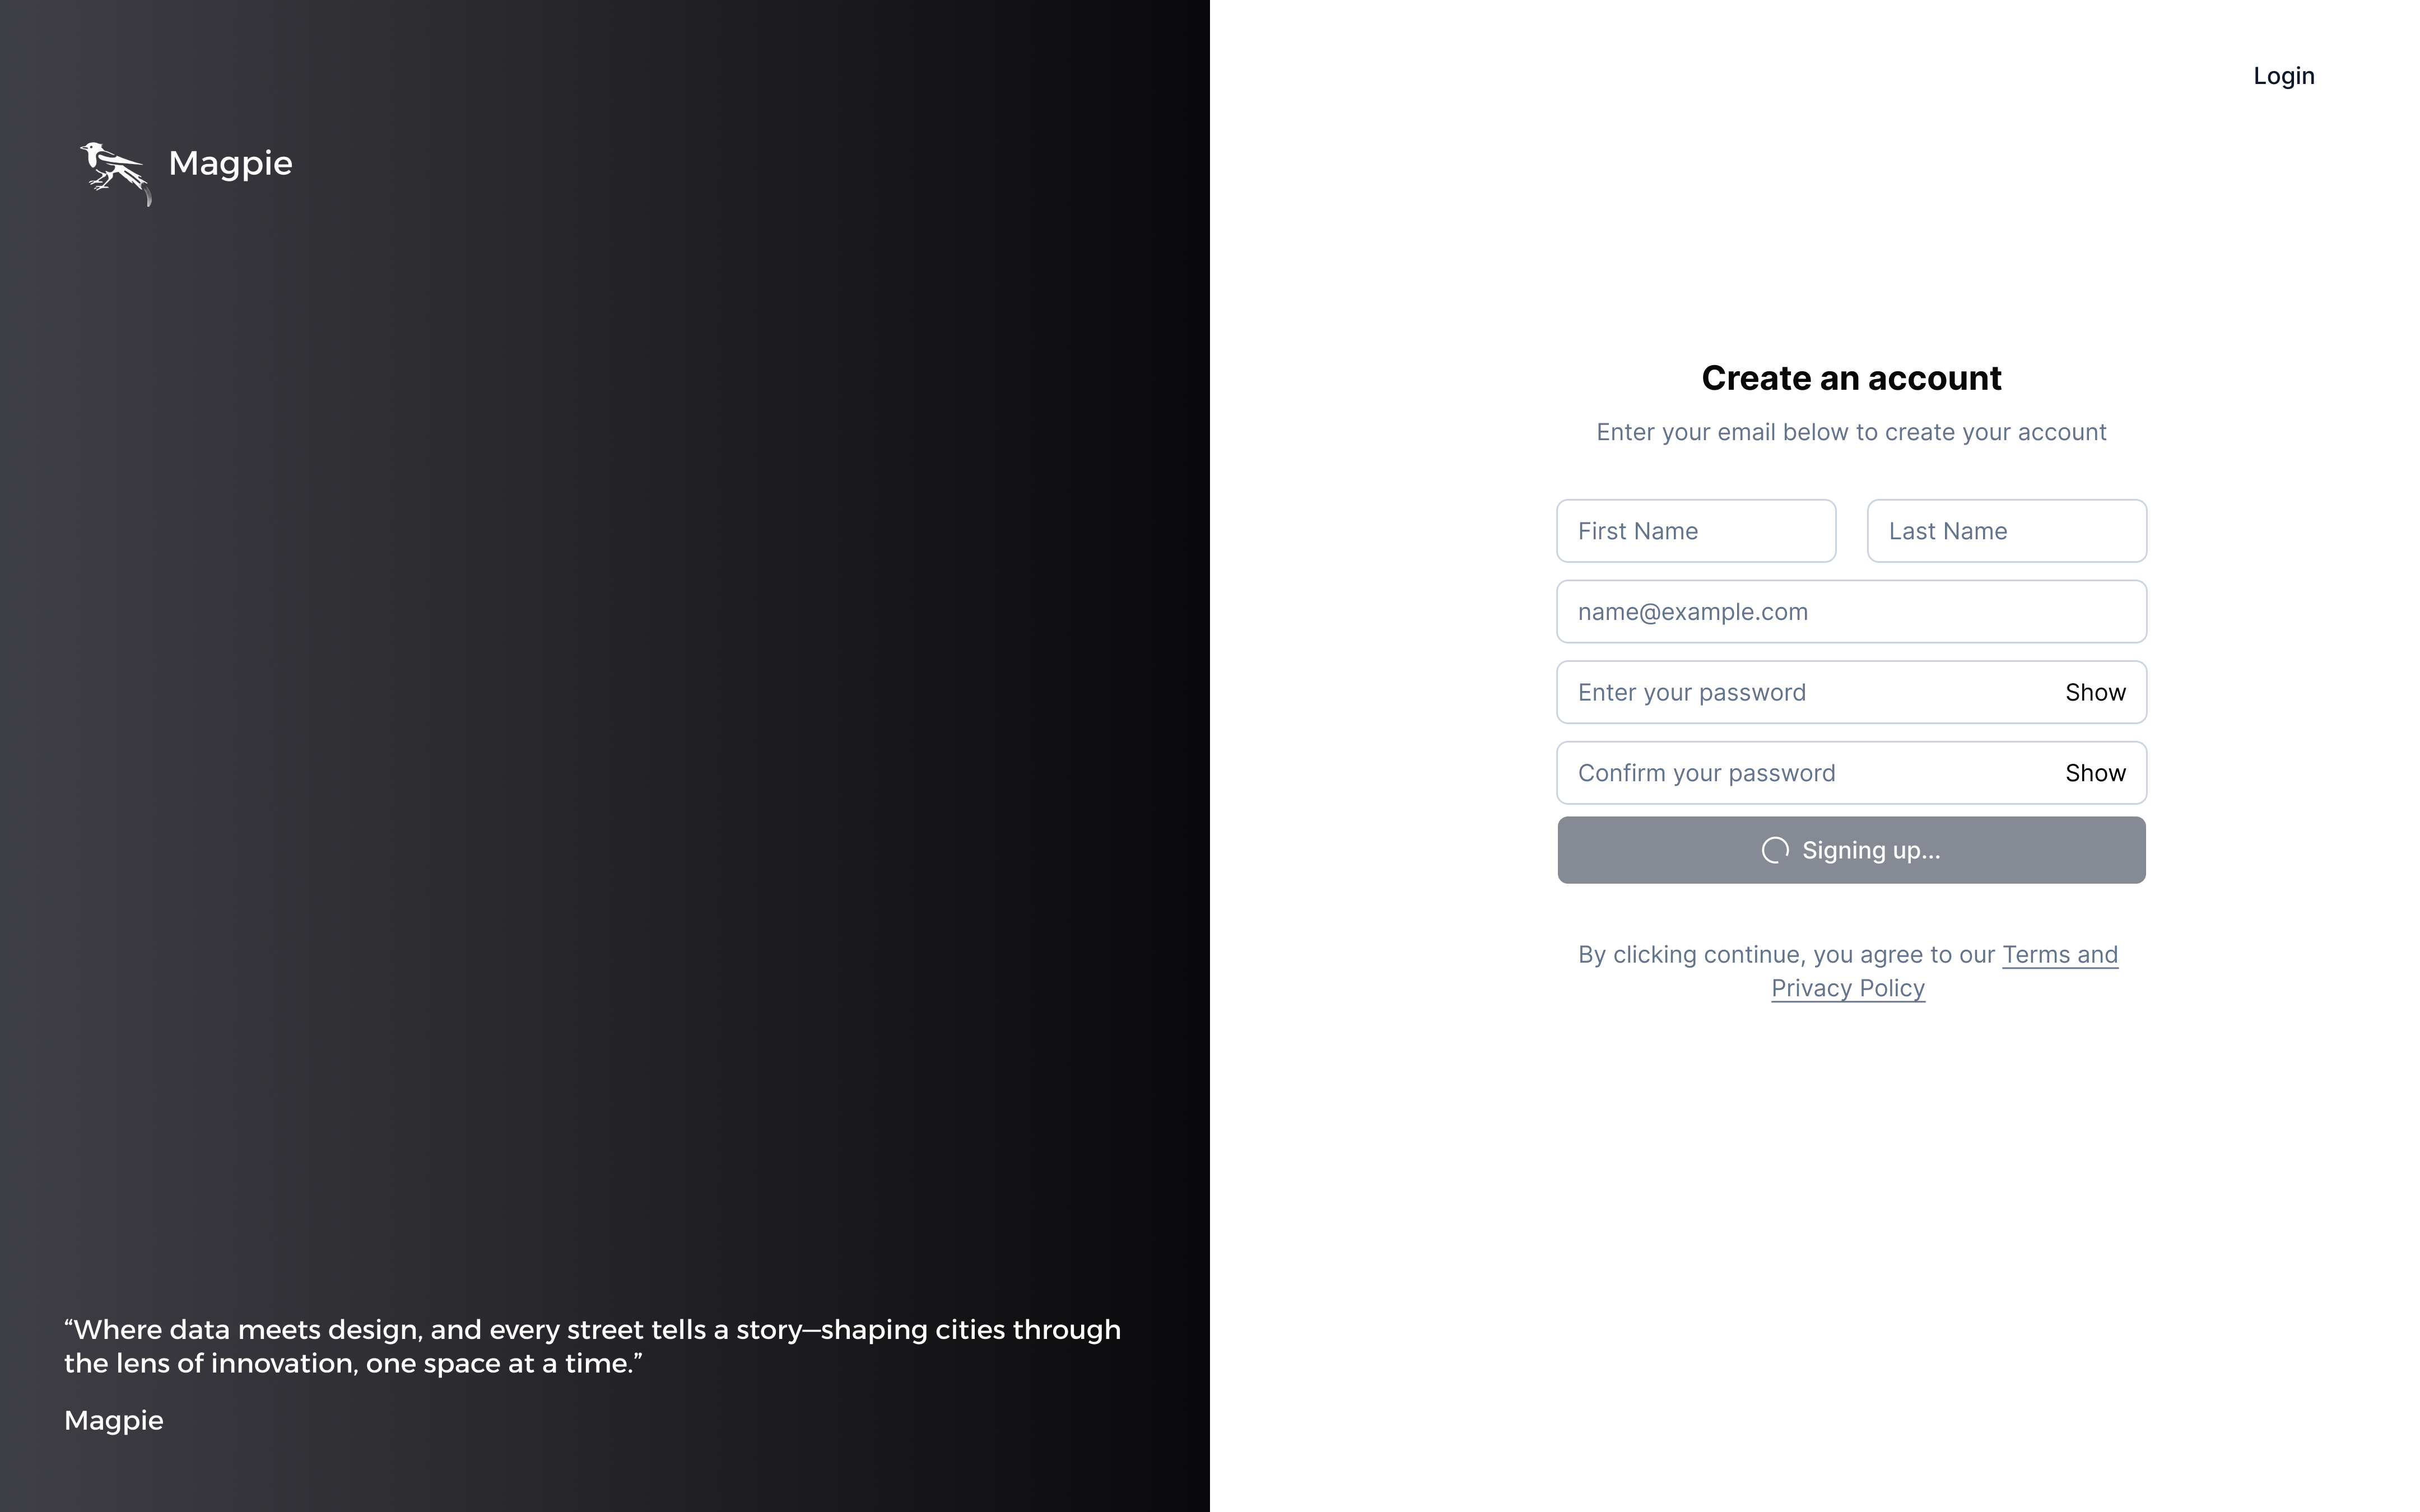 Login
Magpie
Create an account
Enter your email below to create your account
First Name
Last Name
name@example.com
Enter your password
Show
Confirm your password
Show
Signing up...
By clicking continue, you agree to our Terms and
Privacy Policy
“Where data meets design, and every street tells a story—shaping cities through
the lens of innovation, one space at a time.”
Magpie